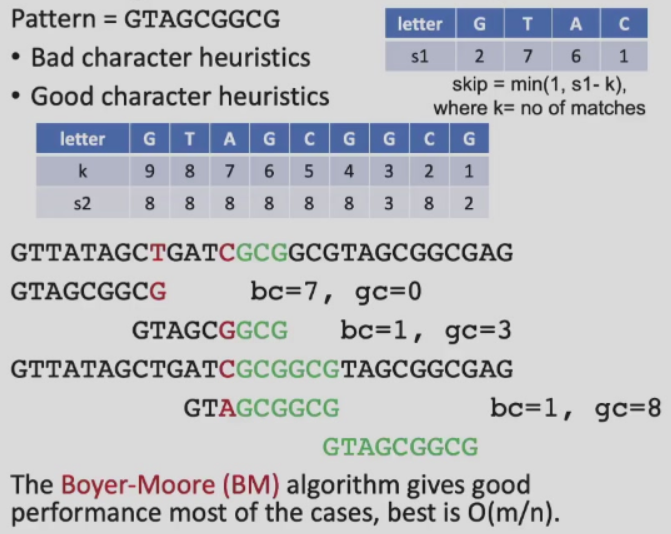 Pattern = GTAGCGGCG
letter G T A C
s1 2 7 6 1
• Bad character heuristics
skip = min(1, s1- k),
• Good character heuristics
where k= no of matches
letter G T A G C G G C G
k 9 8 7 6 5 4 3 2 1
s2 8 8 8 8 8 8 3 8 2
GTTATAGCTGATCGCGGCGTAGCGGCGAG
GTAGCGGCG bc=7, gc=0
GTAGCGGCG bc=1, gc=3
GTTATAGCTGATCGCGGCGTAGCGGCGAG
GTAGCGGCG bc=1, gc=8
GTAGCGGCG
The Boyer-Moore (BM) algorithm gives good
performance most of the cases, best is O(m/n).